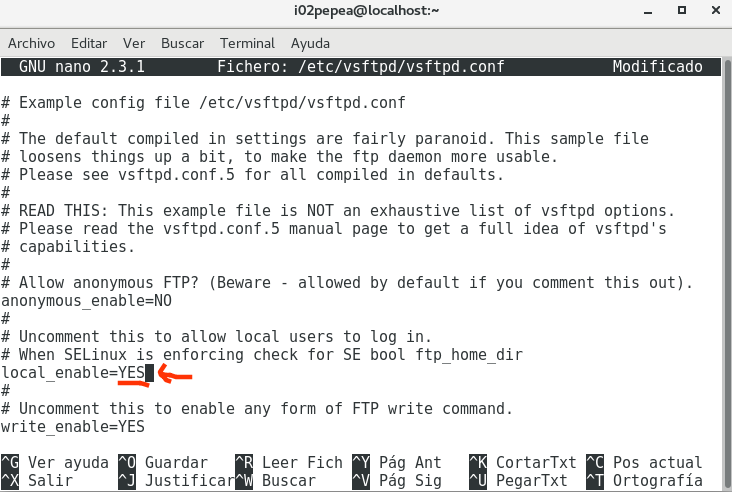 i02pepea@localhost:~
Archivo Editar Ver Buscar Terminal Ayuda
GNU nano 2.3.1 Fichero: /etc/vsftpd/vsftpd.conf Modificado
# Example config file /etc/vsftpd/vsftpd.conf
#
# The default compiled in settings are fairly paranoid. This sample file
# loosens things up a bit, to make the ftp daemon more usable.
# Please see vsftpd.conf.5 for all compiled in defaults.
#
# READ THIS: This example file is NOT an exhaustive list of vsftpd options.
# Please read the vsftpd.conf.5 manual page to get a full idea of vsftpd's
# capabilities.
#
# Allow anonymous FTP? (Beware - allowed by default if you comment this out).
anonymous_enable=NO
#
# Uncomment this to allow local users to log in.
# When SELinux is enforcing check for SE bool ftp_home_dir
local_enable=YES
#
# Uncomment this to enable any form of FTP write command.
write_enable=YES
^G Ver ayuda ^O Guardar ^R Leer Fich ^Y Pág Ant ^K CortarTxt ^C Pos actual
^X Salir ^J Justificar ^W Buscar ^V Pág Sig ^U PegarTxt ^T Ortografía